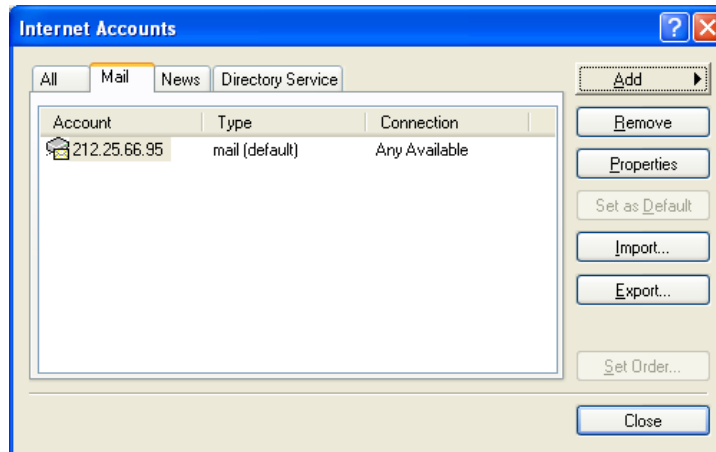 Internet Accounts
All Mail News Directory Service
Add
Remove
Properties
Set as Default
Import...
Export...
Set Order...
Close
Account Type Connection
212.25.66.95 mail (default) Any Available